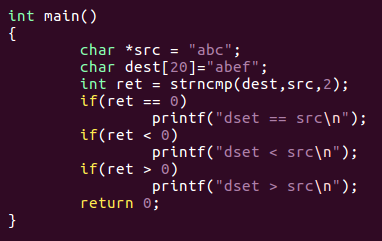 int main()
{
        char *src = "abc";
        char dest[20]="abef";
        int ret = strncmp(dest,src,2);
        if(ret == 0)
                printf("dset == src\n");
        if(ret < 0)
                printf("dset < src\n");
        if(ret > 0)
                printf("dset > src\n");
        return 0;
}